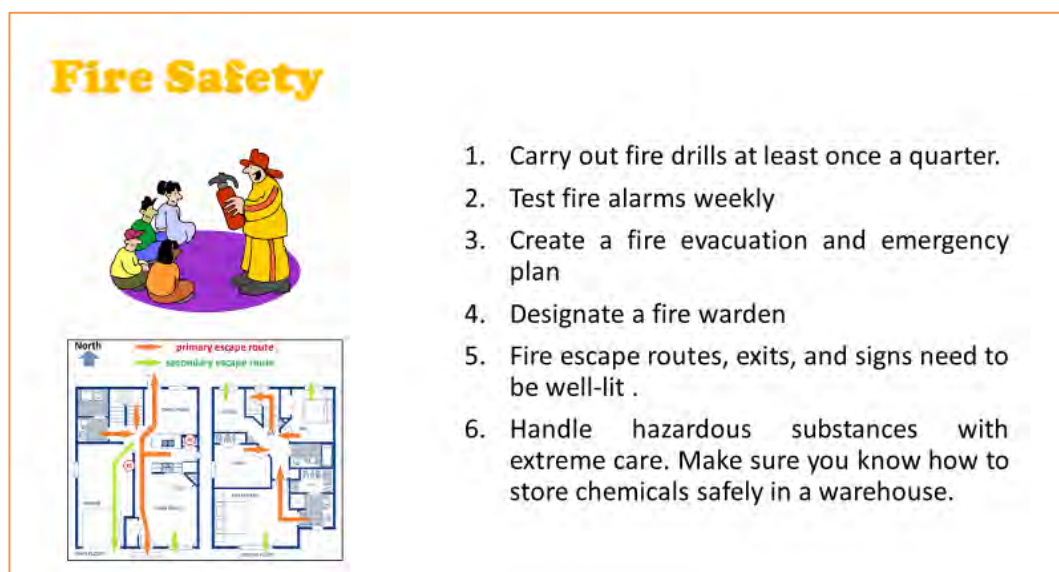 Fire Safety
1. Carry out fire drills at least once a quarter.
2. Test fire alarms weekly
3. Create a fire evacuation and emergency
plan
4. Designate a fire warden
5. Fire escape routes, exits, and signs need to
be well-lit .
6. Handle hazardous substances with
extreme care. Make sure you know how to
store chemicals safely in a warehouse.
North
primary escape route
secondary escape route